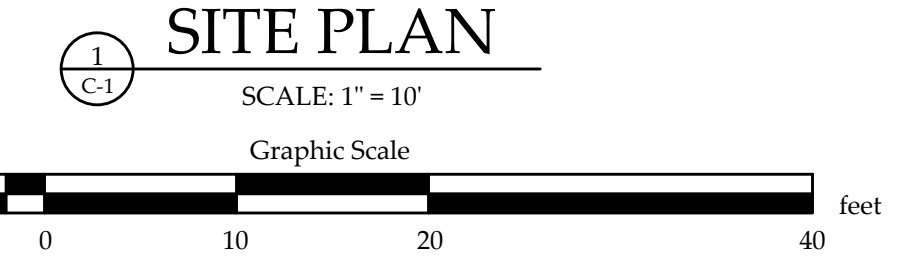 SITE PLAN
1
C-1
SCALE: 1" = 10'
Graphic Scale
feet
0 10 20 40